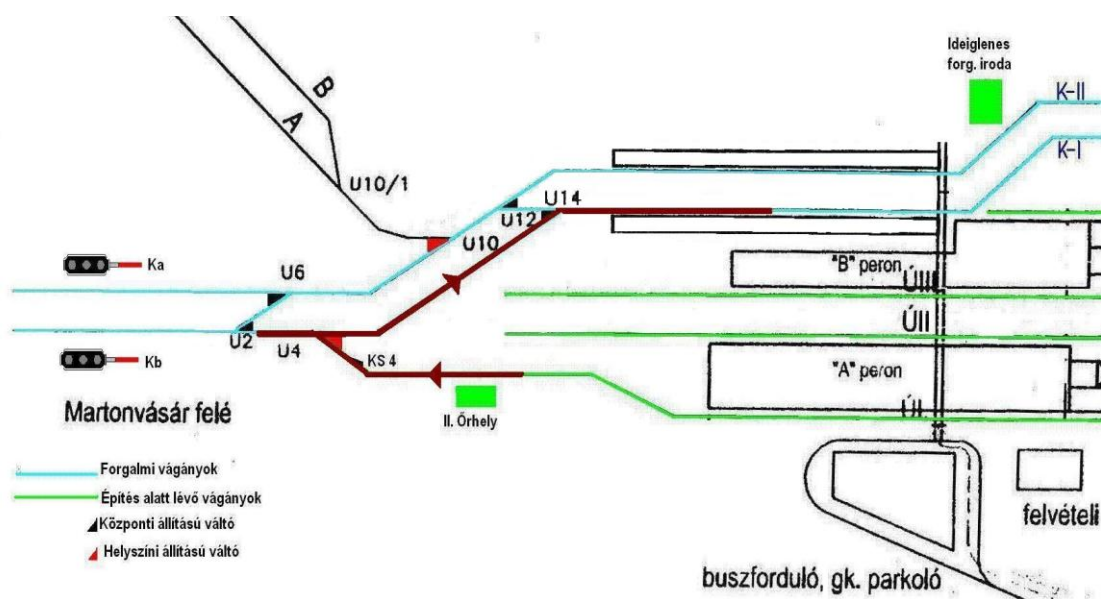 Ideiglenes
forg. iroda
K-II
K-I
B
A
U10/1
U14
U12
U10
Ka
U6
"B" peron
ÚIII
U2
U4
ÚII
Kb
KS 4
"A" peron
Martonvásár felé
II. Őrhely
ÚI
Forgalmi vágányok
Építés alatt lévő vágányok
Központi állítású váltó
Helyszíni állítású váltó
felvételi
buszforduló, gk. parkoló